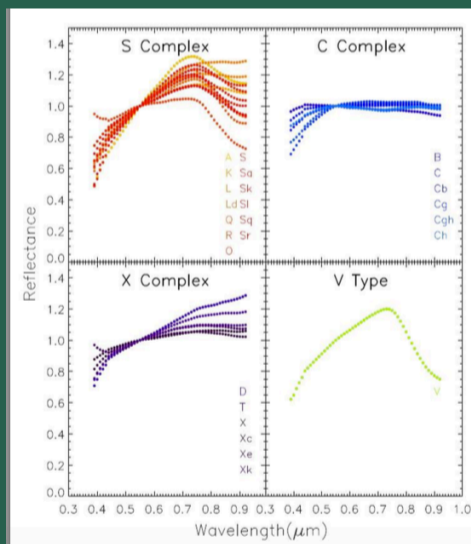 S Complex
C Complex
1.4
1.2
1.0
0.8
0.6
0.4
0.2
0.0
A S
K Sa
L Sk
Ld Sl
Q Sq
R Sr
O
B
C
Cb
Cg
Cgh
Ch
Reflectance
X Complex
V Type
1.4
1.2
1.0
0.8
0.6
0.4
0.2
0.0
D
T
X
Xc
Xe
Xk
V
0.3 0.4 0.5 0.6 0.7 0.8 0.9 0.3 0.4 0.5 0.6 0.7 0.8 0.9 1.0
Wavelength(μm)